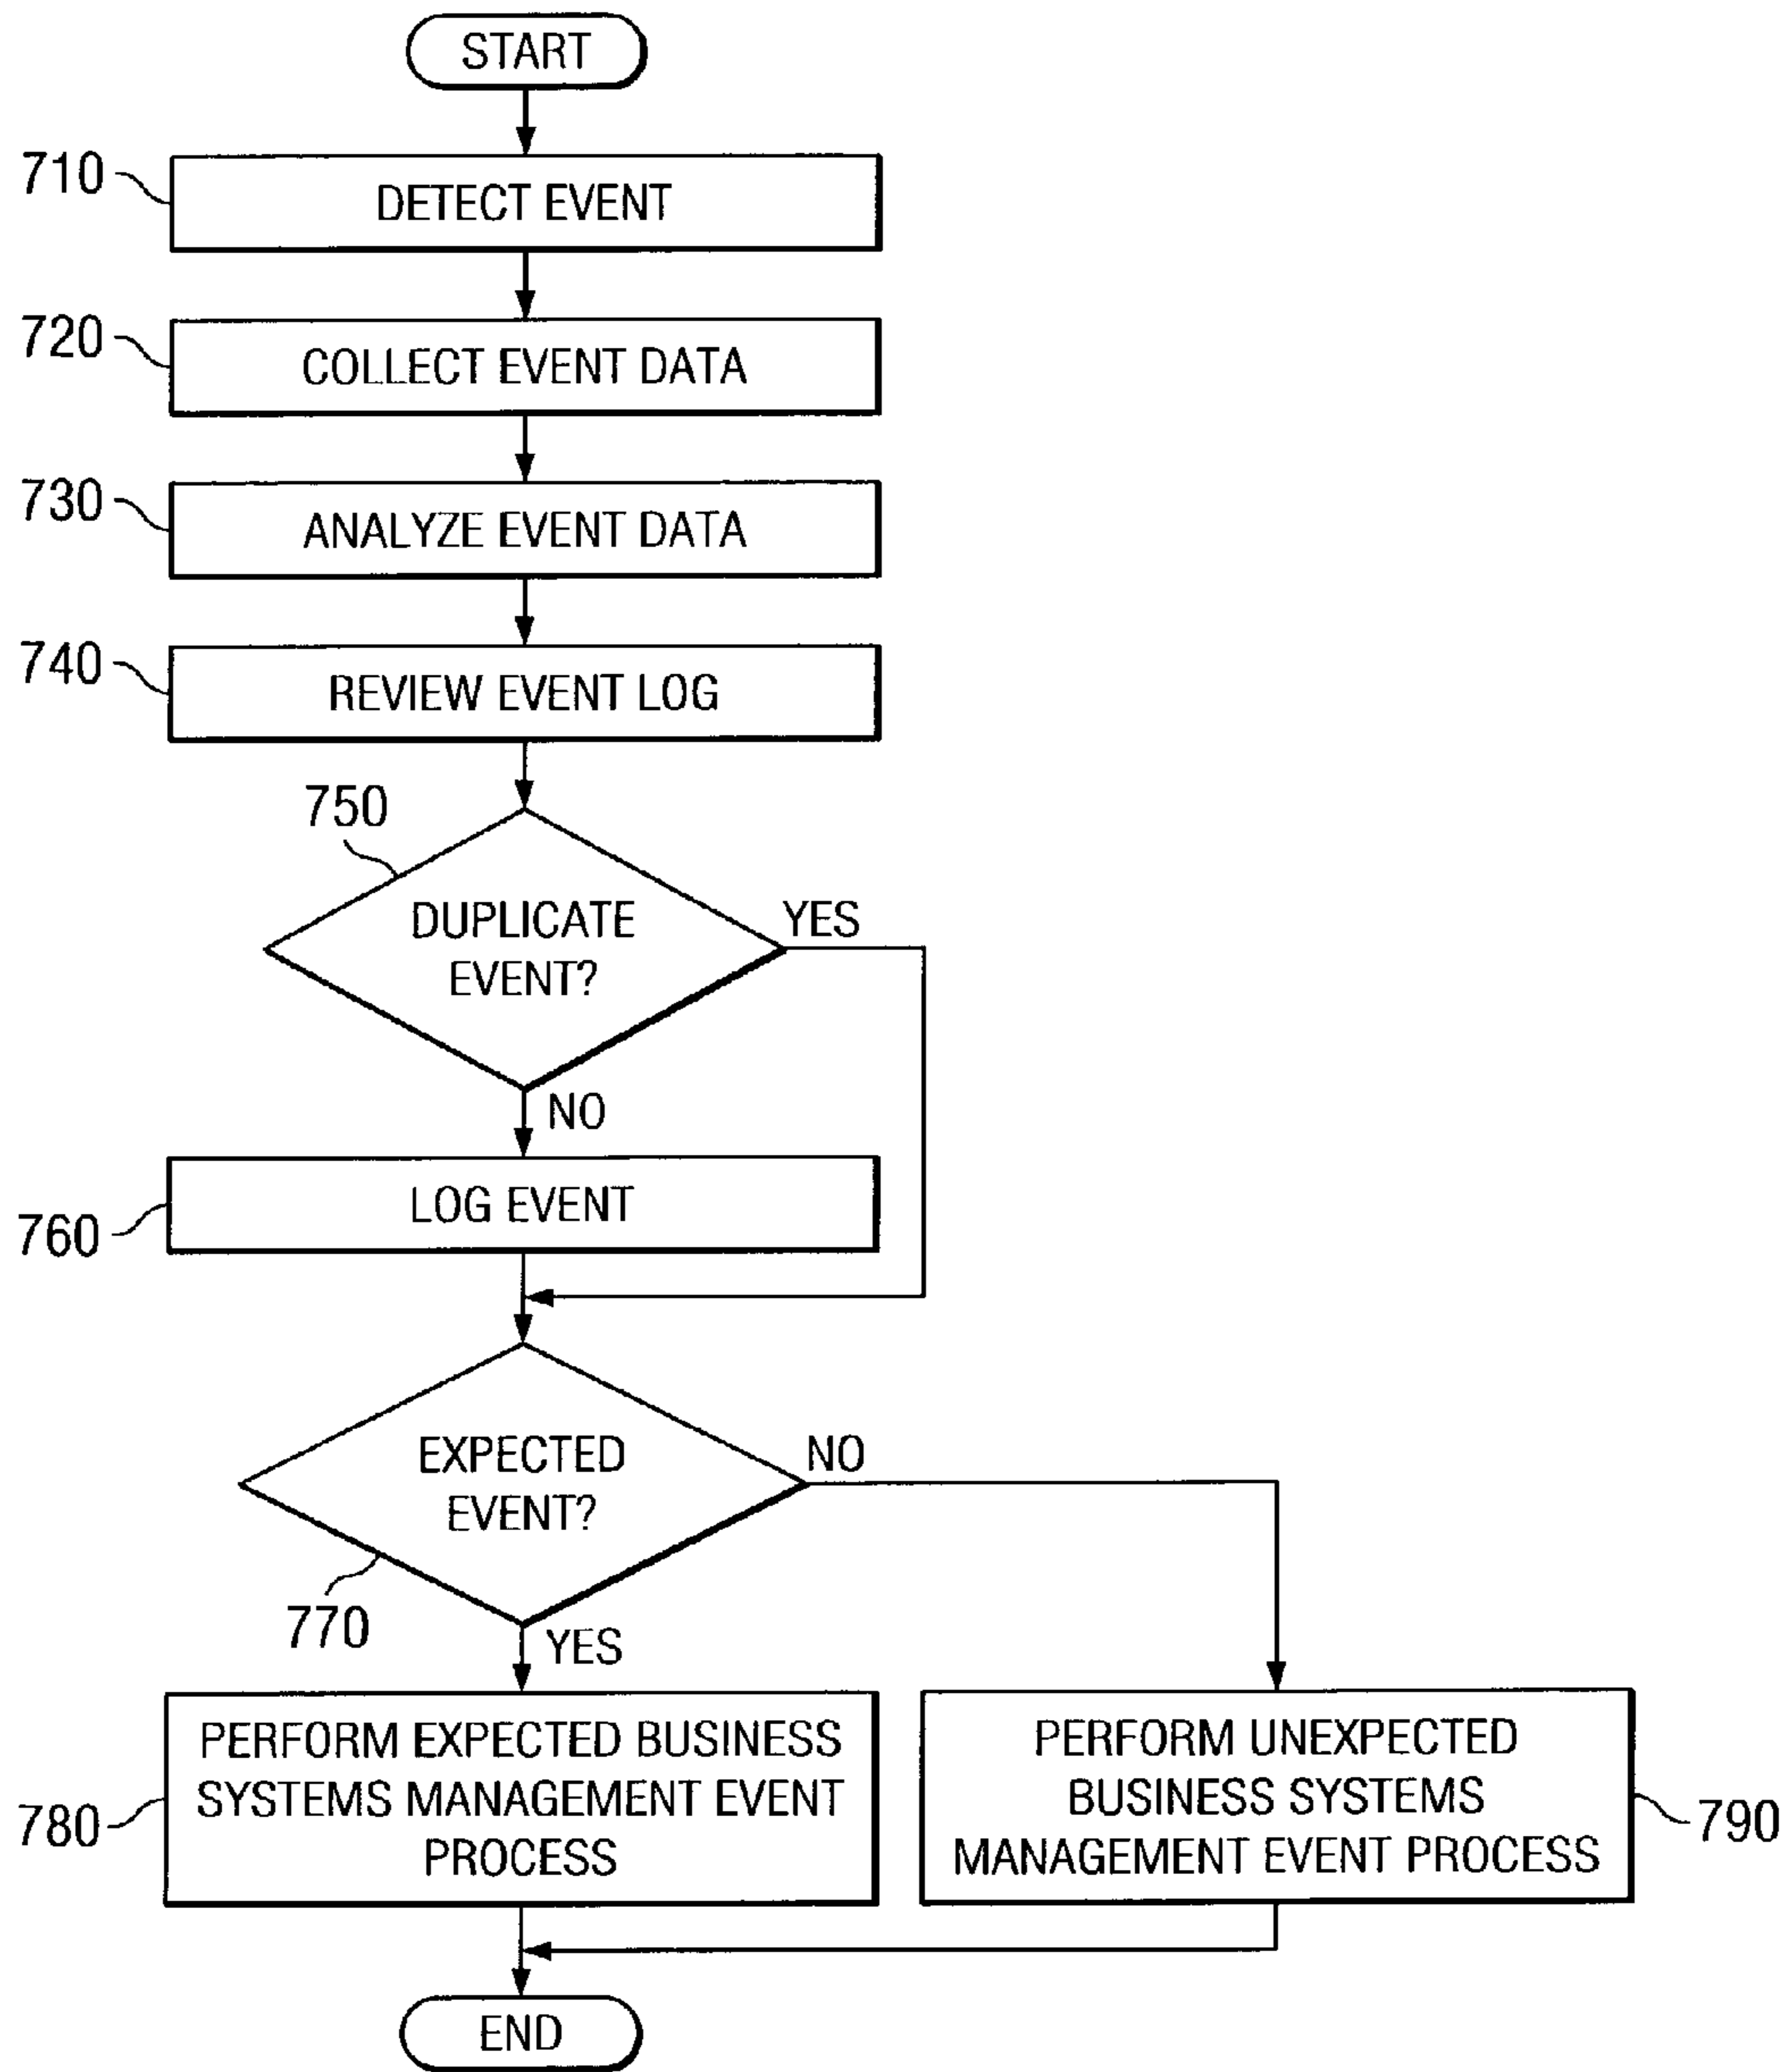 START
710
DETECT EVENT
720
COLLECT EVENT DATA
730
ANALYZE EVENT DATA
740
REVIEW EVENT LOG
750
DUPLICATE
EVENT?
YES
NO
LOG EVENT
760
EXPECTED
EVENT?
NO
770
YES
PERFORM EXPECTED BUSINESS
SYSTEMS MANAGEMENT EVENT
PROCESS
780
PERFORM UNEXPECTED
BUSINESS SYSTEMS
MANAGEMENT EVENT PROCESS
790
END